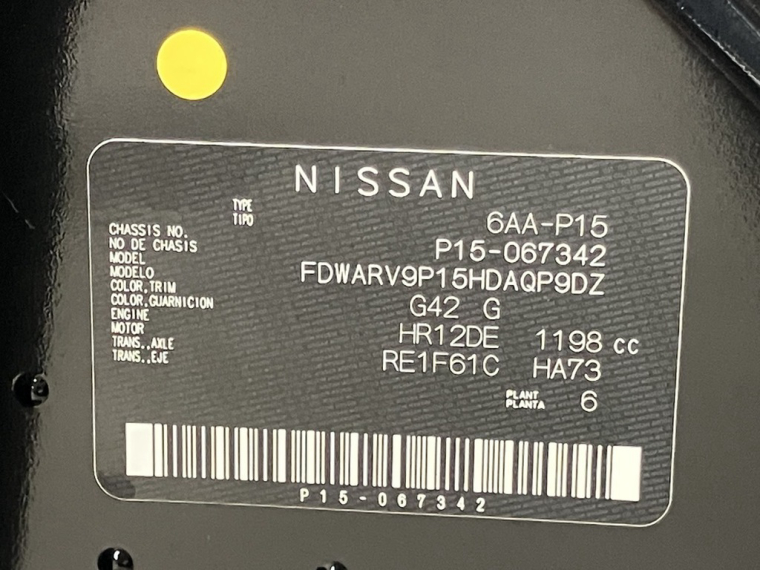 NISSAN
TYPE
TIPO 6AA-P15
CHASSIS NO.
NO DE CHASIS P15-067342
MODEL
MODELO FDWARV9P15HDAQP9DZ
COLOR,TRIM
COLOR,GUARNICION G42 G
ENGINE
MOTOR HR12DE 1198 cc
TRANS.,AXLE
TRANS.,EJE RE1F61C HA73
PLANT
PLANTA 6
P15-067342